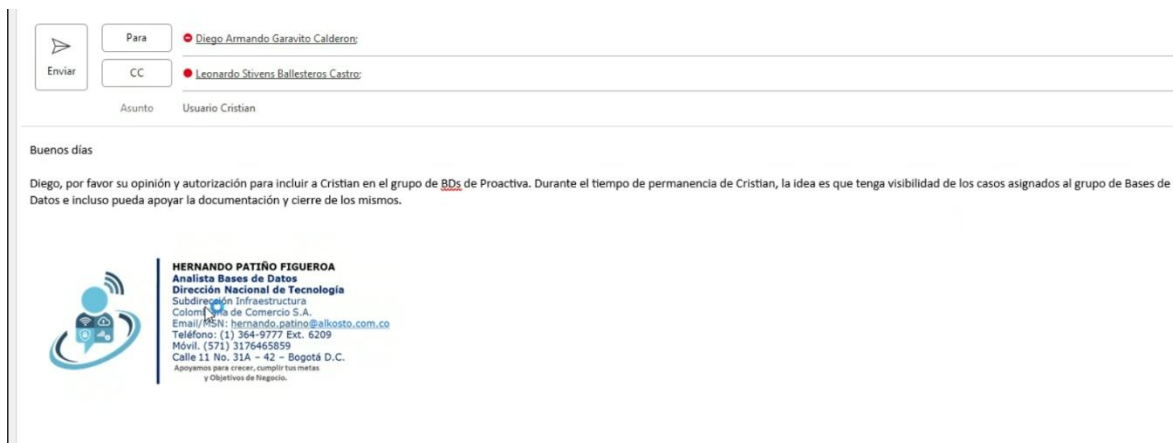 Para
Diego Armando Garavito Calderon;
Enviar
CC
Leonardo Stivens Ballesteros Castro;
Asunto
Usuario Cristian
Buenos días
Diego, por favor su opinión y autorización para incluir a Cristian en el grupo de BDs de Proactiva. Durante el tiempo de permanencia de Cristian, la idea es que tenga visibilidad de los casos asignados al grupo de Bases de
Datos e incluso pueda apoyar la documentación y cierre de los mismos.
HERNANDO PATIÑO FIGUEROA
Analista Bases de Datos
Dirección Nacional de Tecnología
Subdirección Infraestructura
de Comercio S.A.
Email/MSN: hernando.patino@alkosto.com.co
Teléfono: (1) 364-9777 Ext. 6209
Móvil. (571) 3176465859
Calle 11 No. 31A – 42 – Bogotá D.C.
Apoyamos para crecer, cumplir tus metas
y Objetivos de Negocio.